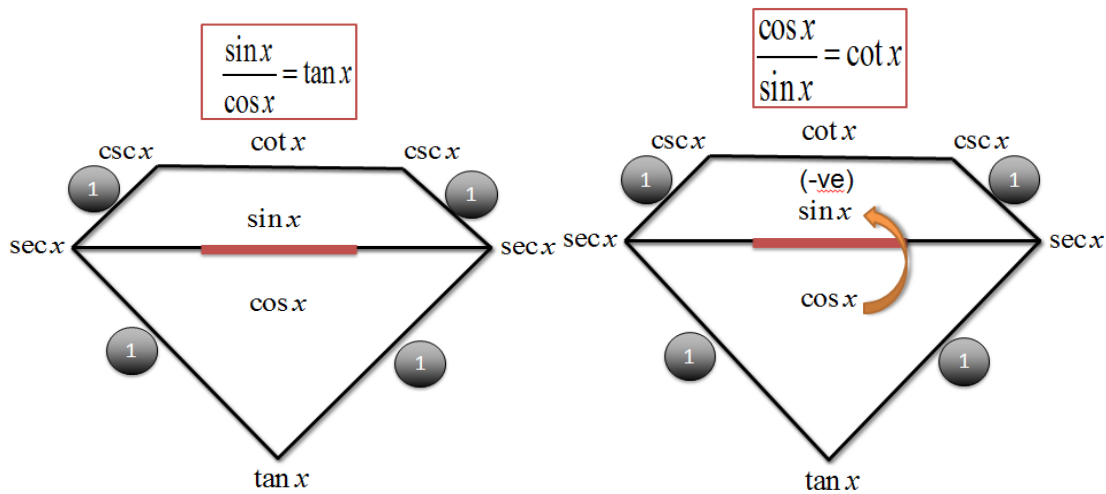 sin x
cos x
= tan x
cot x
csc x
csc x
1
1
sin x
sec x
sec x
cos x
1
1
tan x
cos x
sin x
= cot x
cot x
csc x
csc x
1
1
(-ve)
sin x
sec x
sec x
cos x
1
1
tan x